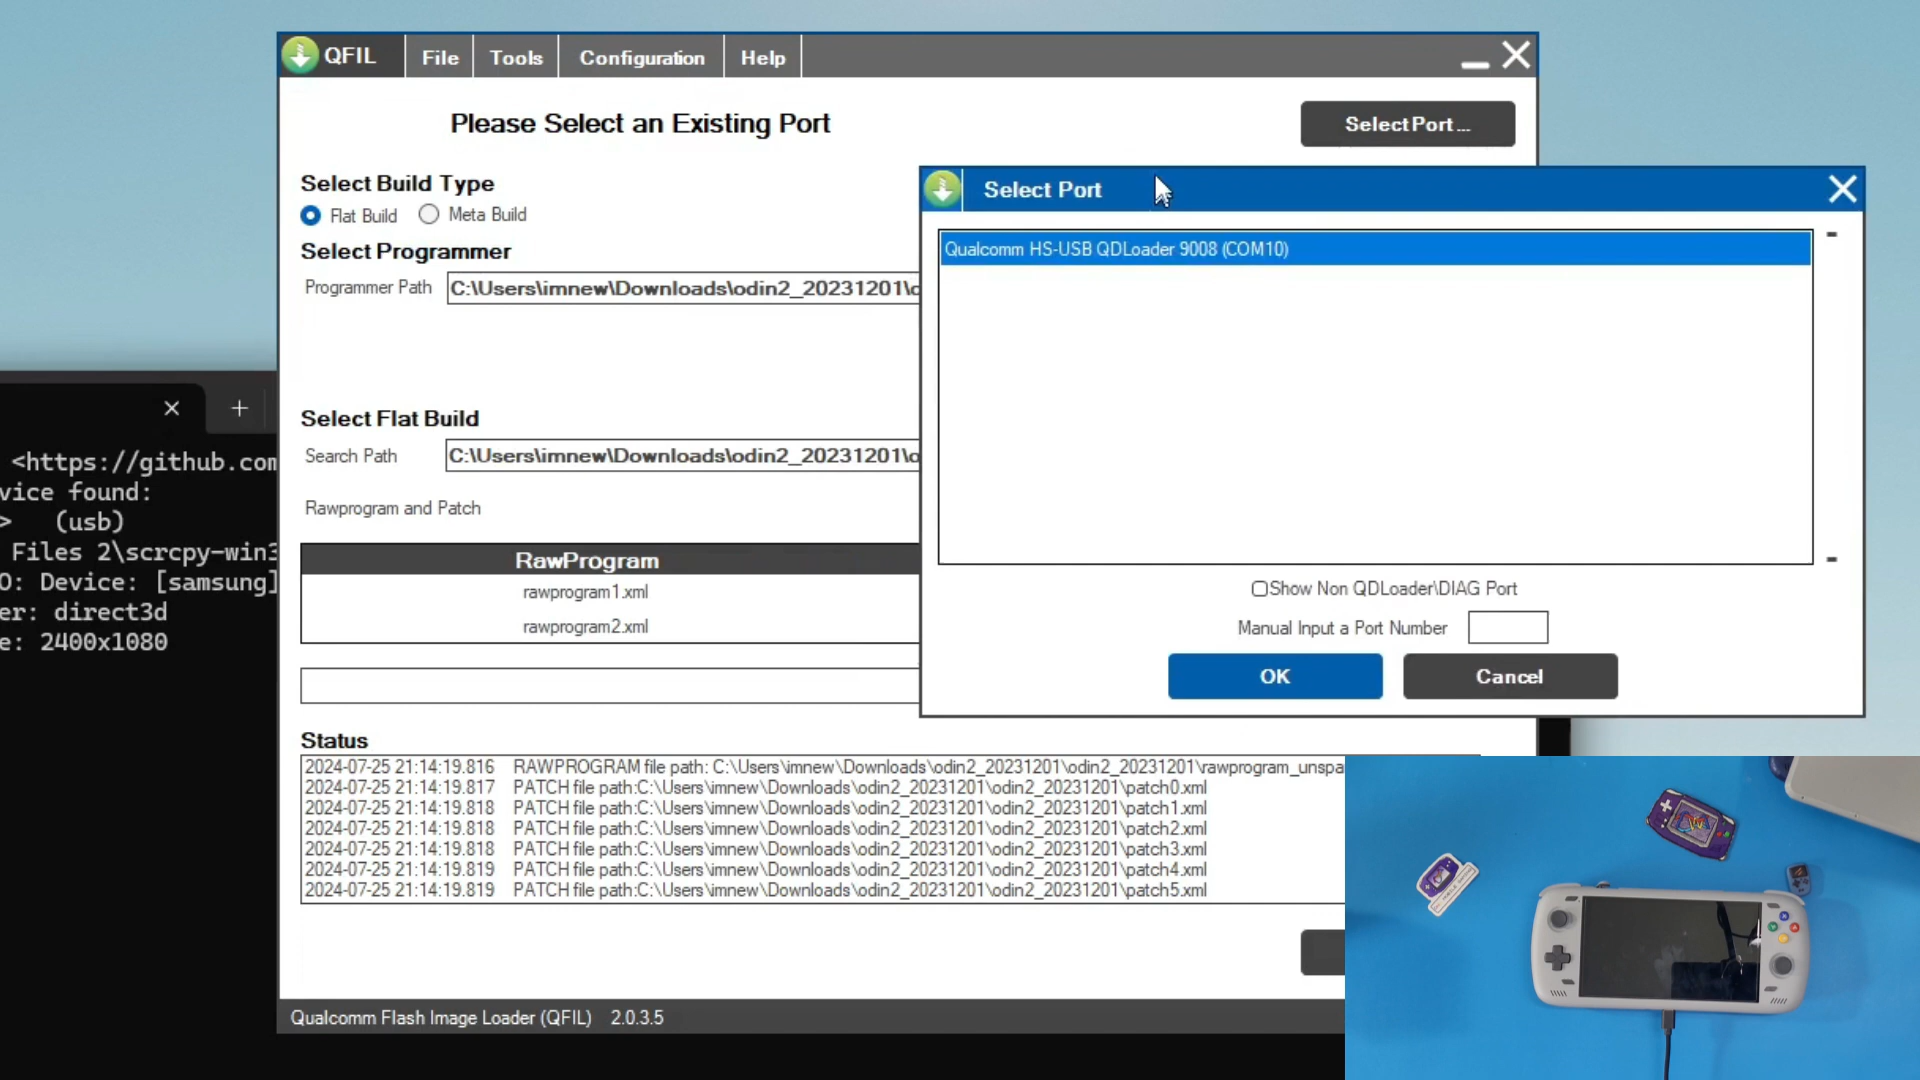 QFIL File Tools Configuration Help
Please Select an Existing Port
Select Port ...
Select Build Type
Flat Build Meta Build
Select Programmer
Programmer Path C:\Users\imnew\Downloads\odin2_20231201\o
Select Flat Build
Search Path C:\Users\imnew\Downloads\odin2_20231201\o
Rawprogram and Patch
RawProgram
rawprogram1.xml
rawprogram2.xml
Select Port
Qualcomm HS-USB QDLoader 9008 (COM10)
Show Non QDLoader\DIAG Port
Manual Input a Port Number
OK Cancel
<https://github.com
vice found:
> (usb)
Files 2\scrcpy-win3
O: Device: [samsung]
er: direct3d
e: 2400x1080
Status
2024-07-25 21:14:19.816 RAWPROGRAM file path: C:\Users\imnew\Downloads\odin2_20231201\odin2_20231201\rawprogram_unspa
2024-07-25 21:14:19.817 PATCH file path:C:\Users\imnew\Downloads\odin2_20231201\odin2_20231201\patch0.xml
2024-07-25 21:14:19.818 PATCH file path:C:\Users\imnew\Downloads\odin2_20231201\odin2_20231201\patch1.xml
2024-07-25 21:14:19.818 PATCH file path:C:\Users\imnew\Downloads\odin2_20231201\odin2_20231201\patch2.xml
2024-07-25 21:14:19.818 PATCH file path:C:\Users\imnew\Downloads\odin2_20231201\odin2_20231201\patch3.xml
2024-07-25 21:14:19.819 PATCH file path:C:\Users\imnew\Downloads\odin2_20231201\odin2_20231201\patch4.xml
2024-07-25 21:14:19.819 PATCH file path:C:\Users\imnew\Downloads\odin2_20231201\odin2_20231201\patch5.xml
Qualcomm Flash Image Loader (QFIL) 2.0.3.5